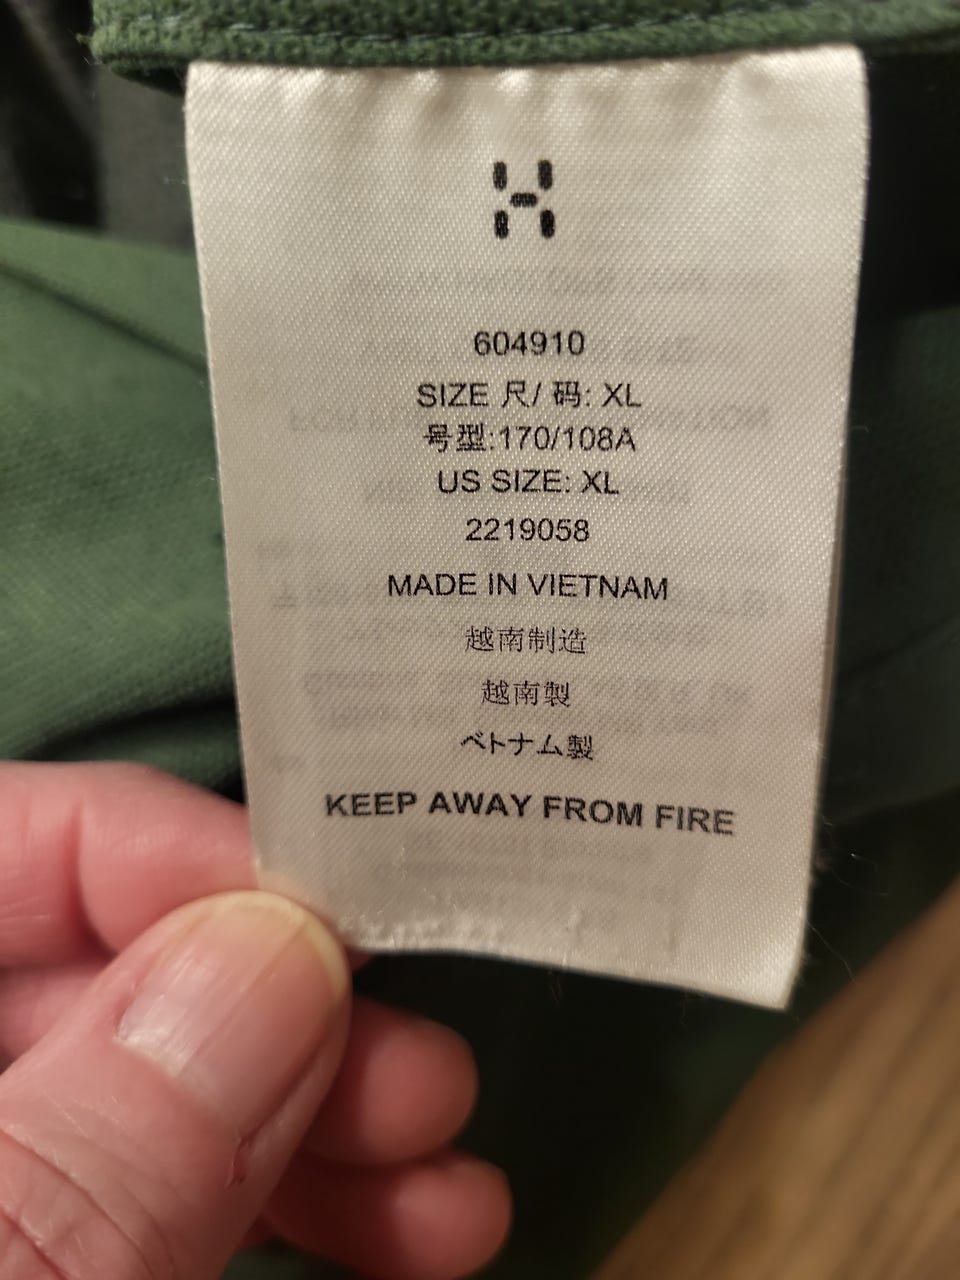 604910
SIZE 尺/ 码: XL
号型:170/108A
US SIZE: XL
2219058
MADE IN VIETNAM
越南制造
越南製
ベトナム製
KEEP AWAY FROM FIRE